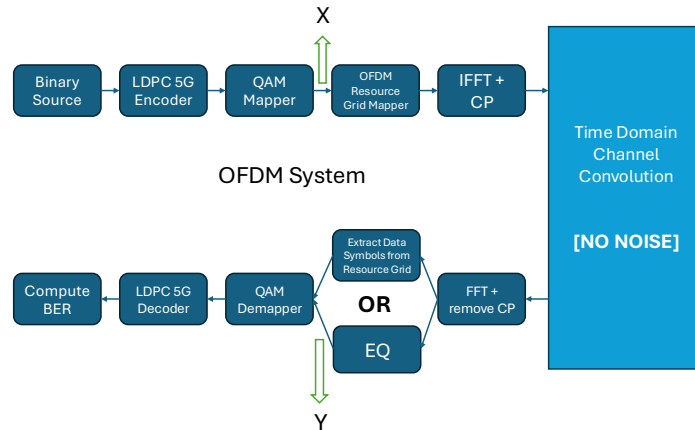 X
Binary
Source
LDPC 5G
Encoder
QAM
Mapper
OFDM
Resource
Grid Mapper
IFFT +
CP
Time Domain
Channel
Convolution
[NO NOISE]
OFDM System
Compute
BER
LDPC 5G
Decoder
QAM
Demapper
Extract Data
Symbols from
Resource Grid
OR
EQ
FFT +
remove CP
Y